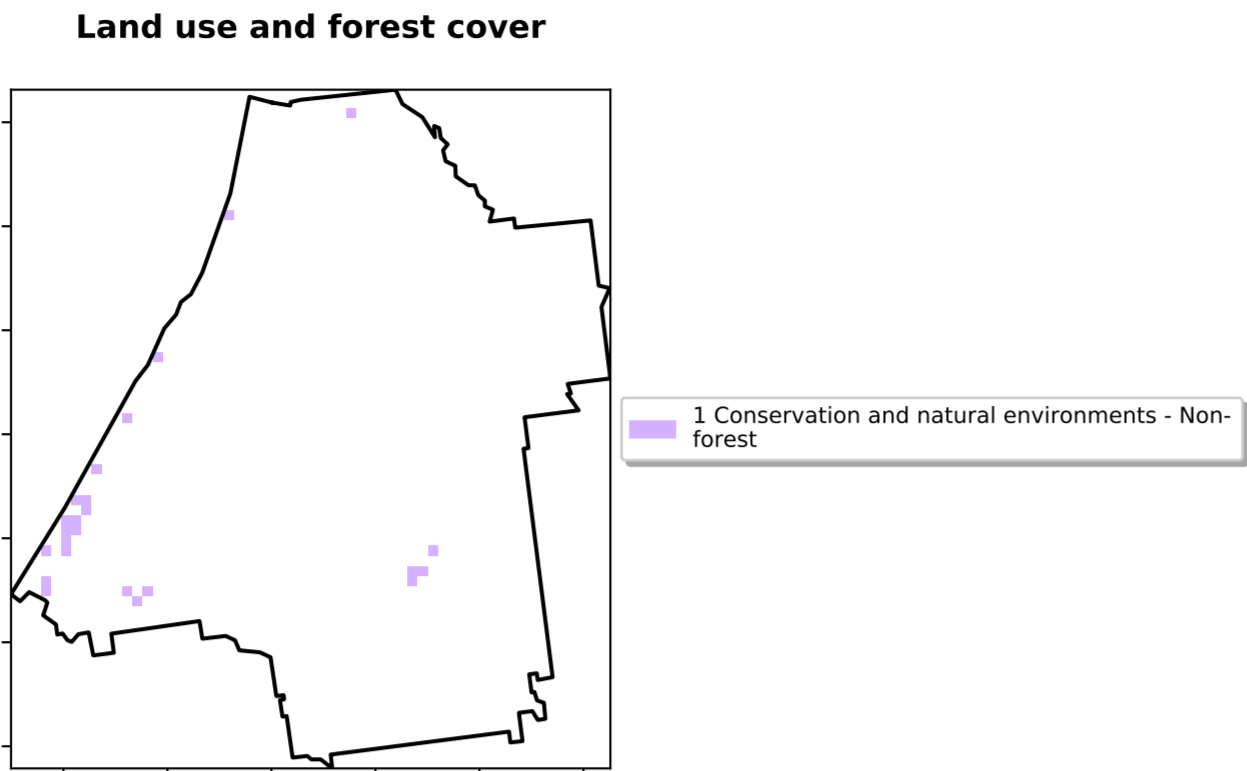 Land use and forest cover
1 Conservation and natural environments - Non-
forest